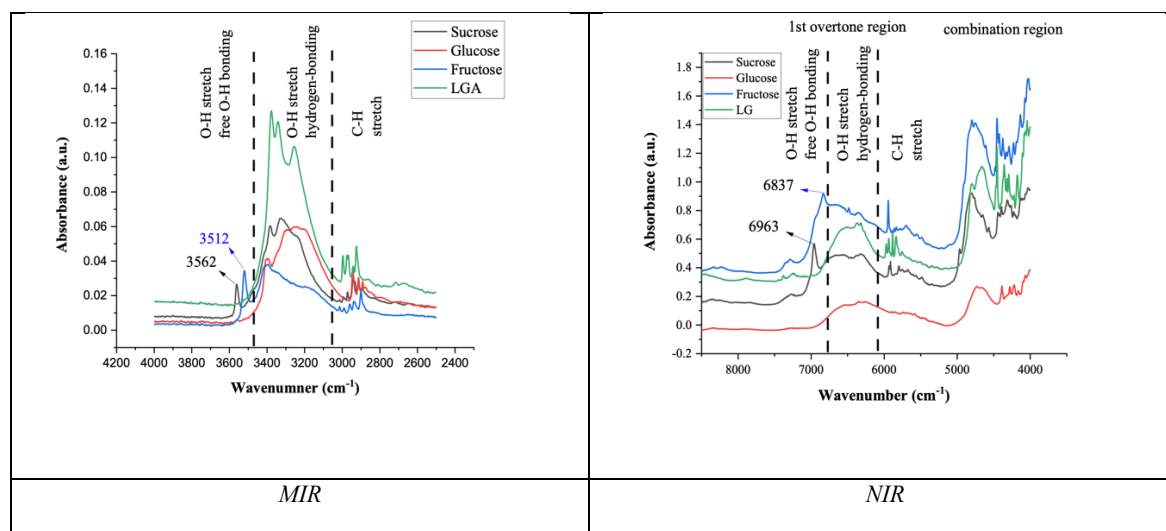 Sucrose
Glucose
Fructose
LGA
O-H stretch
free O-H bonding
O-H stretch
hydrogen-bonding
C-H
stretch
3512
3562
0.16
0.14
0.12
0.10
0.08
0.06
0.04
0.02
0.00
Absorbance (a.u.)
4200 4000 3800 3600 3400 3200 3000 2800 2600 2400 2200
Wavenumner (cm⁻¹)
MIR
1st overtone region
combination region
Sucrose
Glucose
Fructose
LG
O-H stretch
free O-H bonding
O-H stretch
hydrogen-bonding
C-H
stretch
6837
6963
1.8
1.6
1.4
1.2
1.0
0.8
0.6
0.4
0.2
0.0
-0.2
Absorbance (a.u.)
8000 7000 6000 5000 4000
Wavenumber (cm⁻¹)
NIR